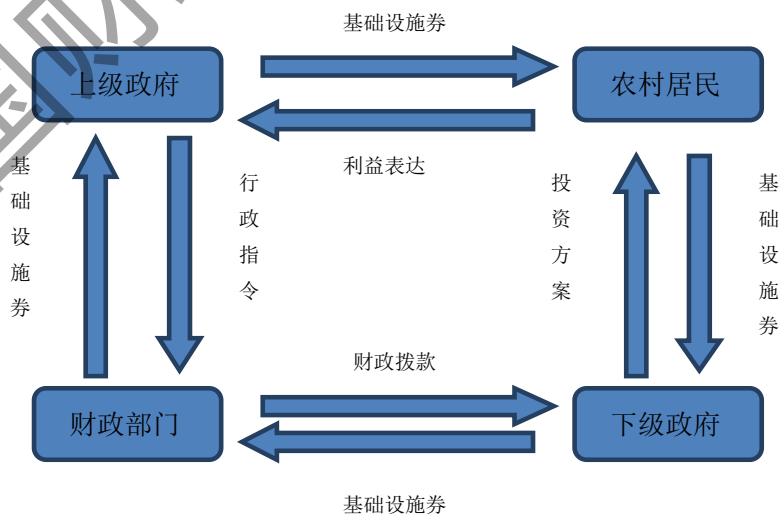 基础设施券
上级政府
农村居民
利益表达
基础设施券
行政指令
投资方案
基础设施券
财政拨款
财政部门
下级政府
基础设施券
国财